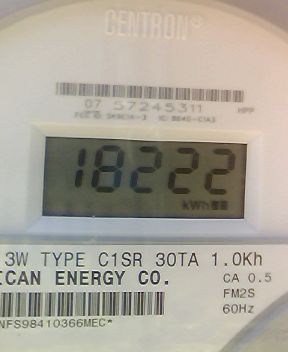 CENTRON®
07 57245311 HPP
18222
kWh
3W TYPE C1SR 30TA 1.0Kh
ICAN ENERGY CO.
CA 0.5
FM2S
60Hz
NFS98410366MEC*